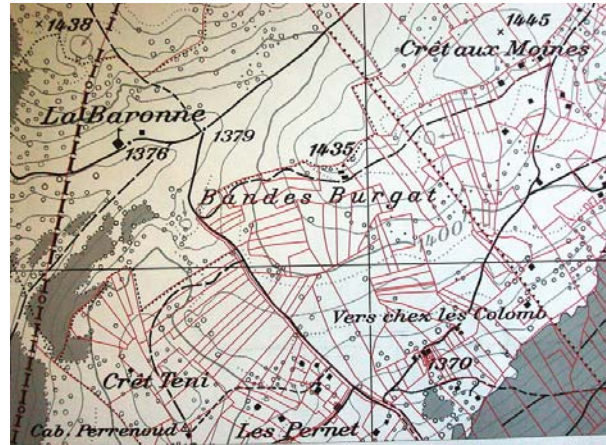 1438
1445
Crêt aux Moines
La Baronne
1379
1376
1435
Bandes Burgat
1400
Vers chez les Colomb
1370
Crêt Teni
Cab. Perrenoud
Les Pernet